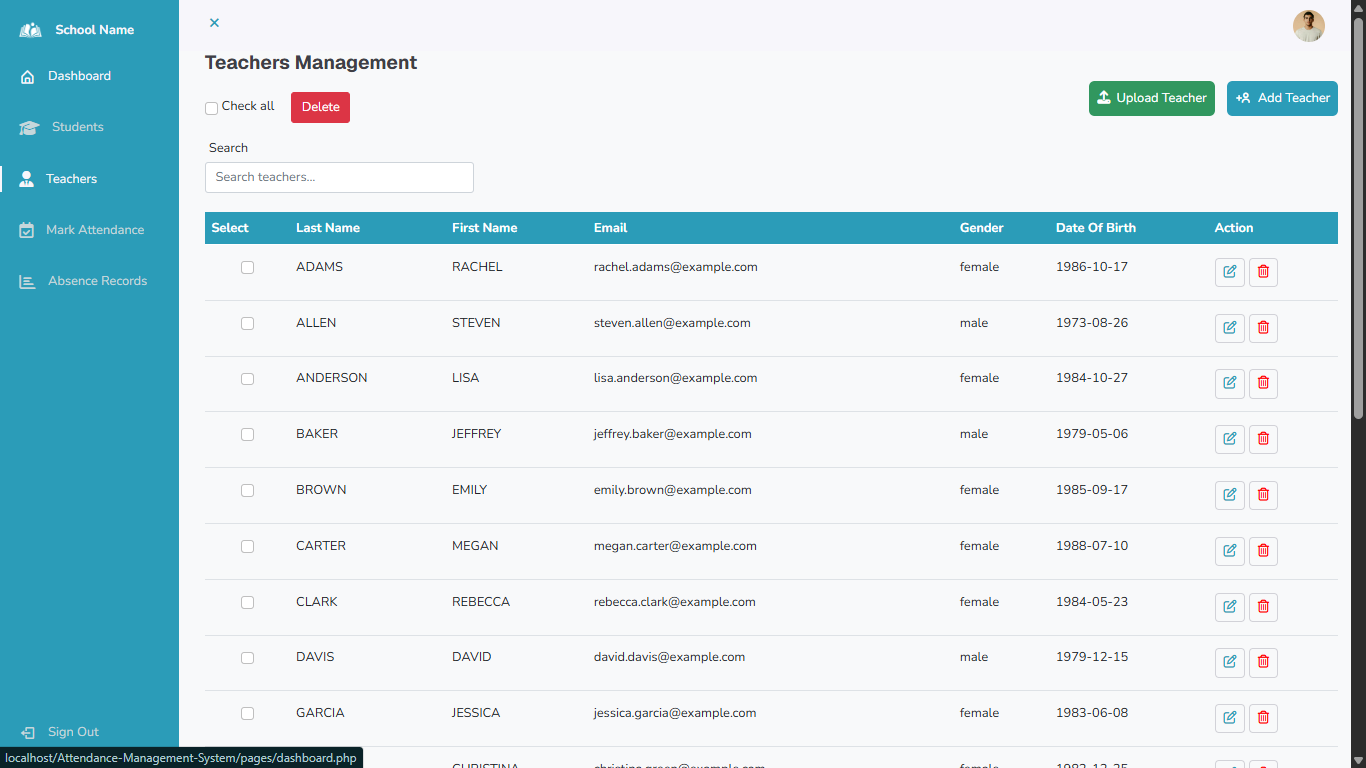 School Name
Dashboard
Students
Teachers
Mark Attendance
Absence Records
Sign Out
Teachers Management
Check all Delete Upload Teacher Add Teacher
Search
Search teachers...
Select Last Name First Name Email Gender Date Of Birth Action
ADAMS RACHEL rachel.adams@example.com female 1986-10-17
ALLEN STEVEN steven.allen@example.com male 1973-08-26
ANDERSON LISA lisa.anderson@example.com female 1984-10-27
BAKER JEFFREY jeffrey.baker@example.com male 1979-05-06
BROWN EMILY emily.brown@example.com female 1985-09-17
CARTER MEGAN megan.carter@example.com female 1988-07-10
CLARK REBECCA rebecca.clark@example.com female 1984-05-23
DAVIS DAVID david.davis@example.com male 1979-12-15
GARCIA JESSICA jessica.garcia@example.com female 1983-06-08
CHRISTINA christina.green@example.com female 1982-12-25
localhost/Attendance-Management-System/pages/dashboard.php